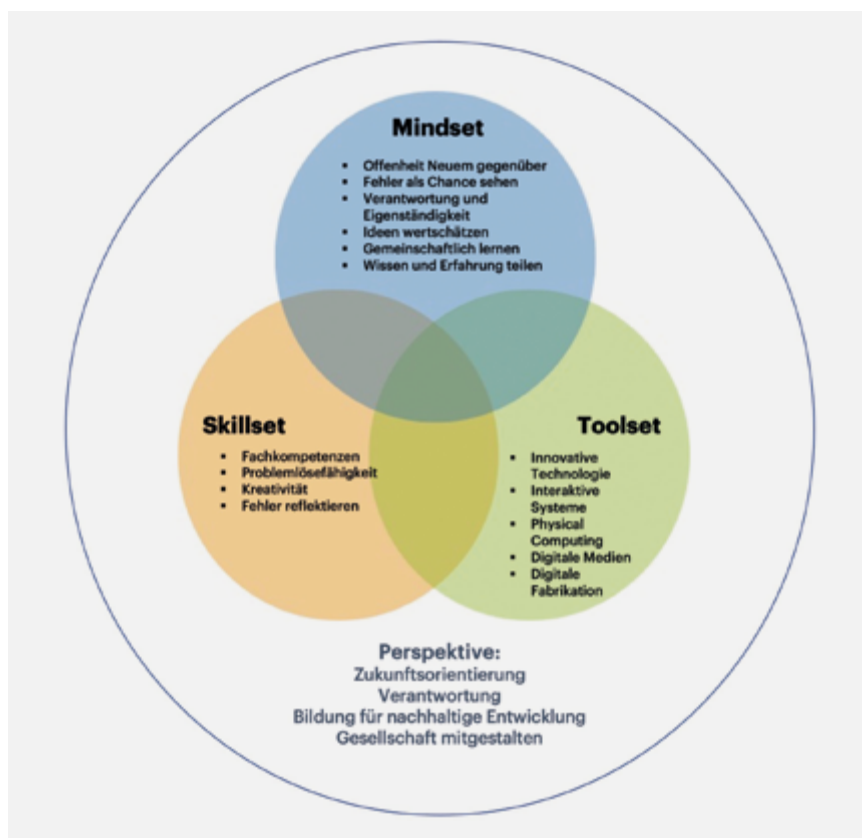 Mindset
▪ Offenheit Neuem gegenüber
▪ Fehler als Chance sehen
▪ Verantwortung und
Eigenständigkeit
▪ Ideen wertschätzen
▪ Gemeinschaftlich lernen
▪ Wissen und Erfahrung teilen
Skillset
▪ Fachkompetenzen
▪ Problemlösefähigkeit
▪ Kreativität
▪ Fehler reflektieren
Toolset
▪ Innovative
Technologie
▪ Interaktive
Systeme
▪ Physical
Computing
▪ Digitale Medien
▪ Digitale
Fabrikation
Perspektive:
Zukunftsorientierung
Verantwortung
Bildung für nachhaltige Entwicklung
Gesellschaft mitgestalten